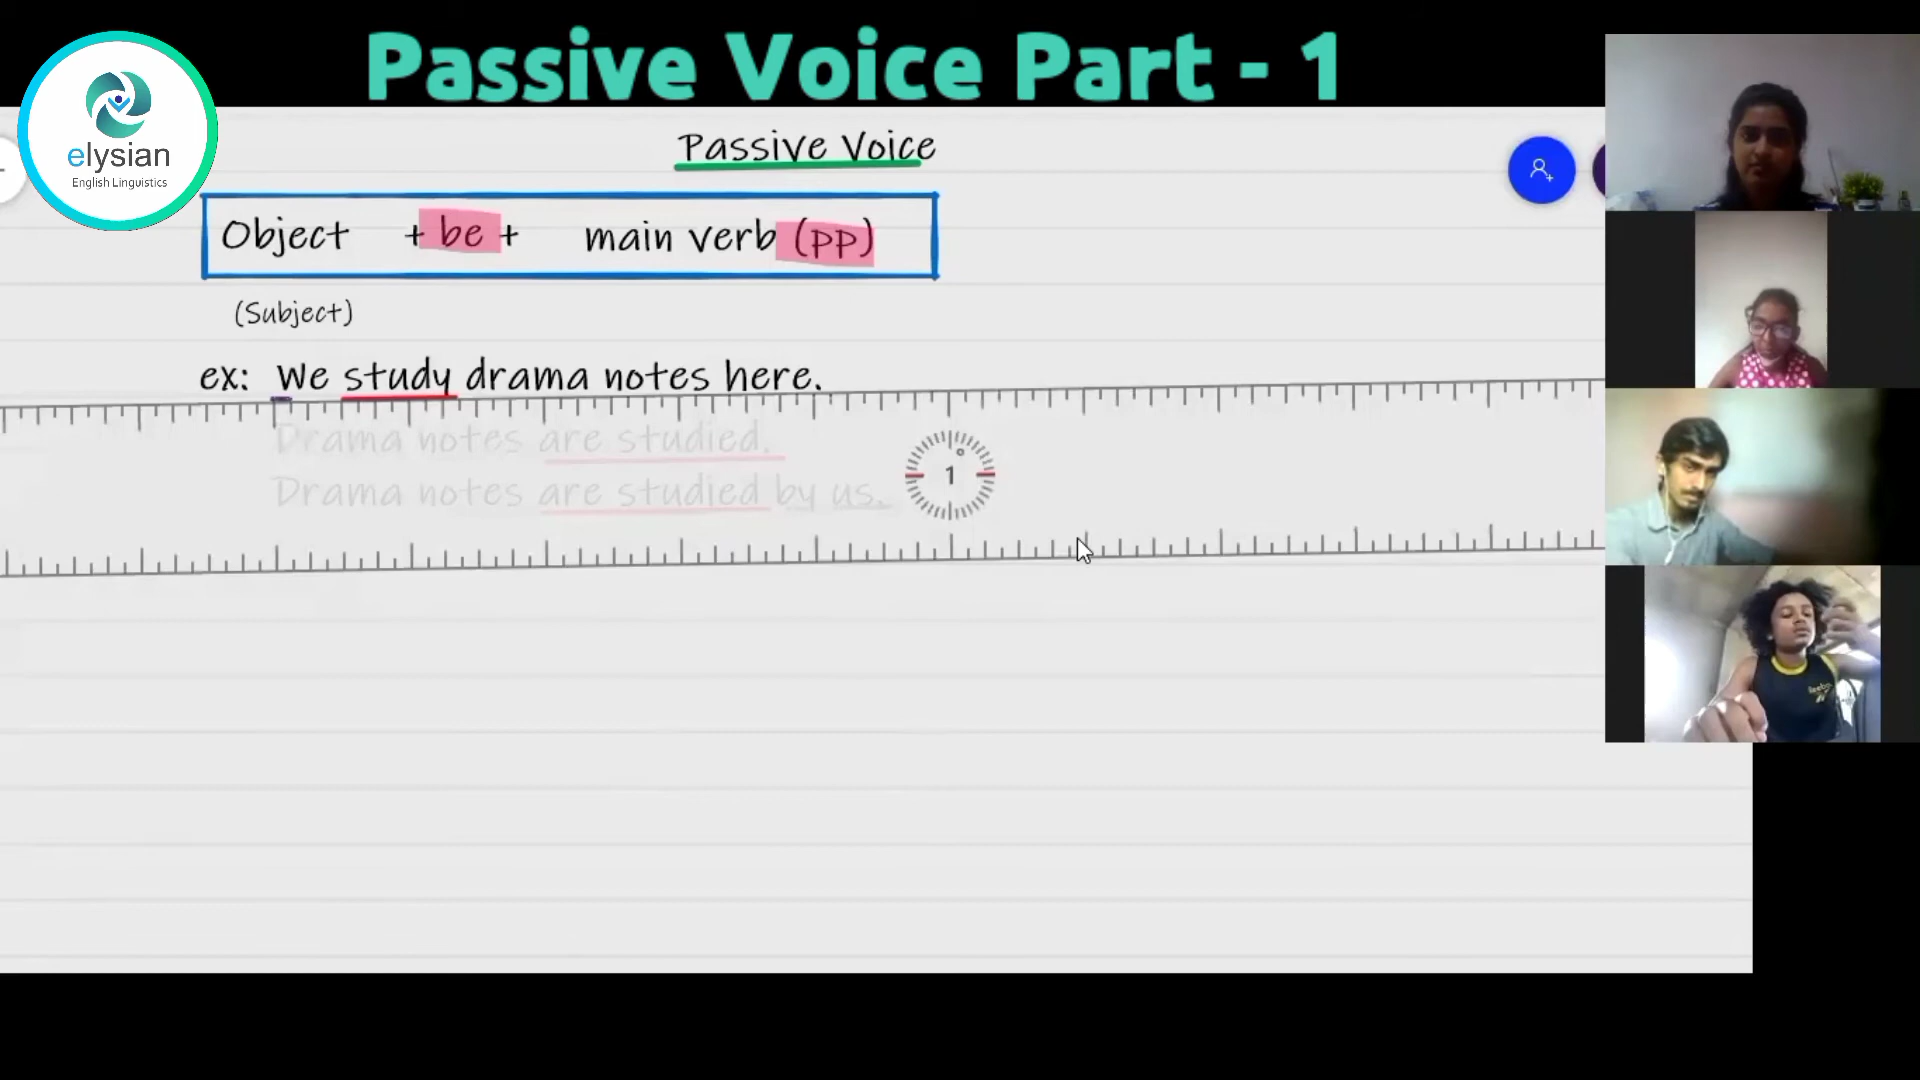 Passive Voice Part - 1
elysian
English Linguistics
Passive Voice
Object + be + main verb (pp)
(Subject)
ex: We study drama notes here.
Drama notes are studied.
Drama notes are studied by us.
1°